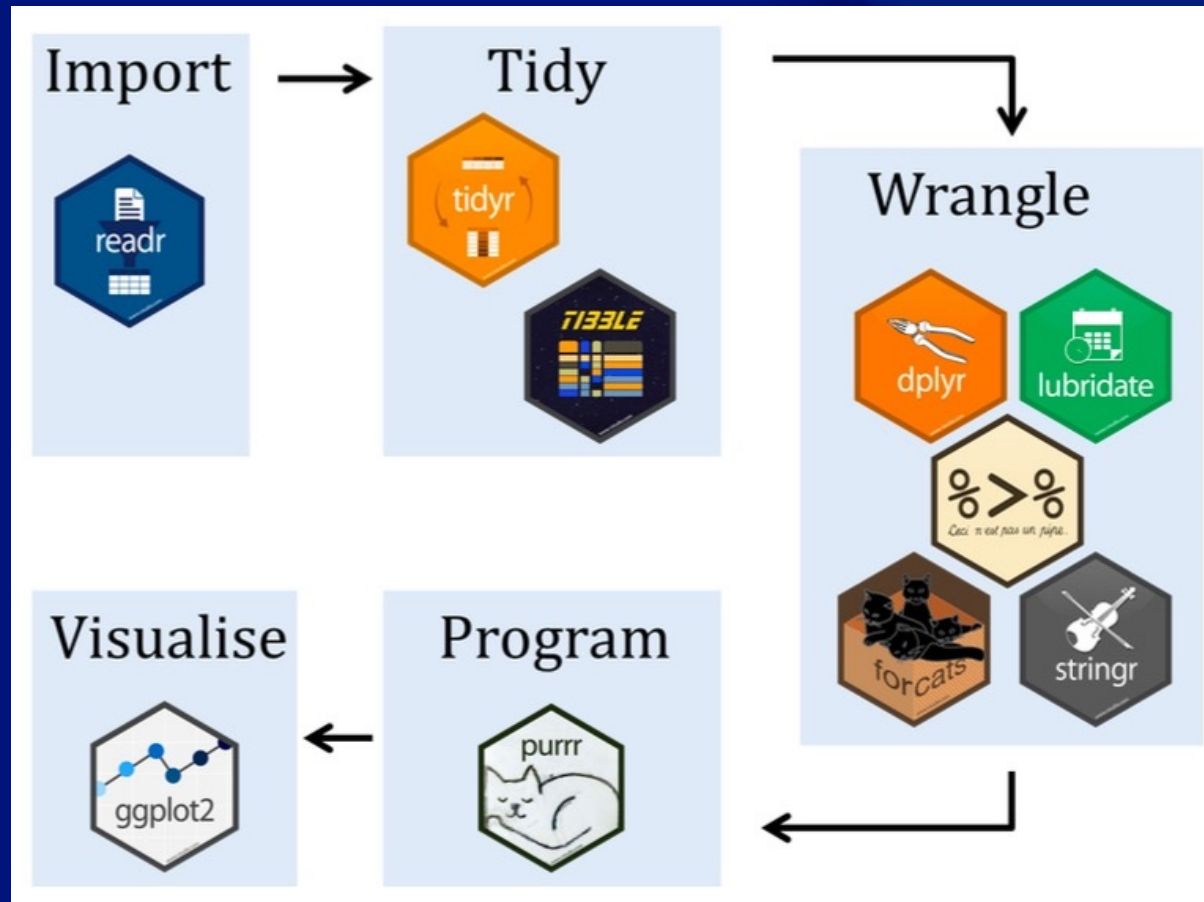 Import
readr
Tidy
tidyr
TIBBLE
Wrangle
dplyr
lubridate
%>%
Ceci n'est pas un pipe.
forcats
stringr
Program
purrr
Visualise
ggplot2